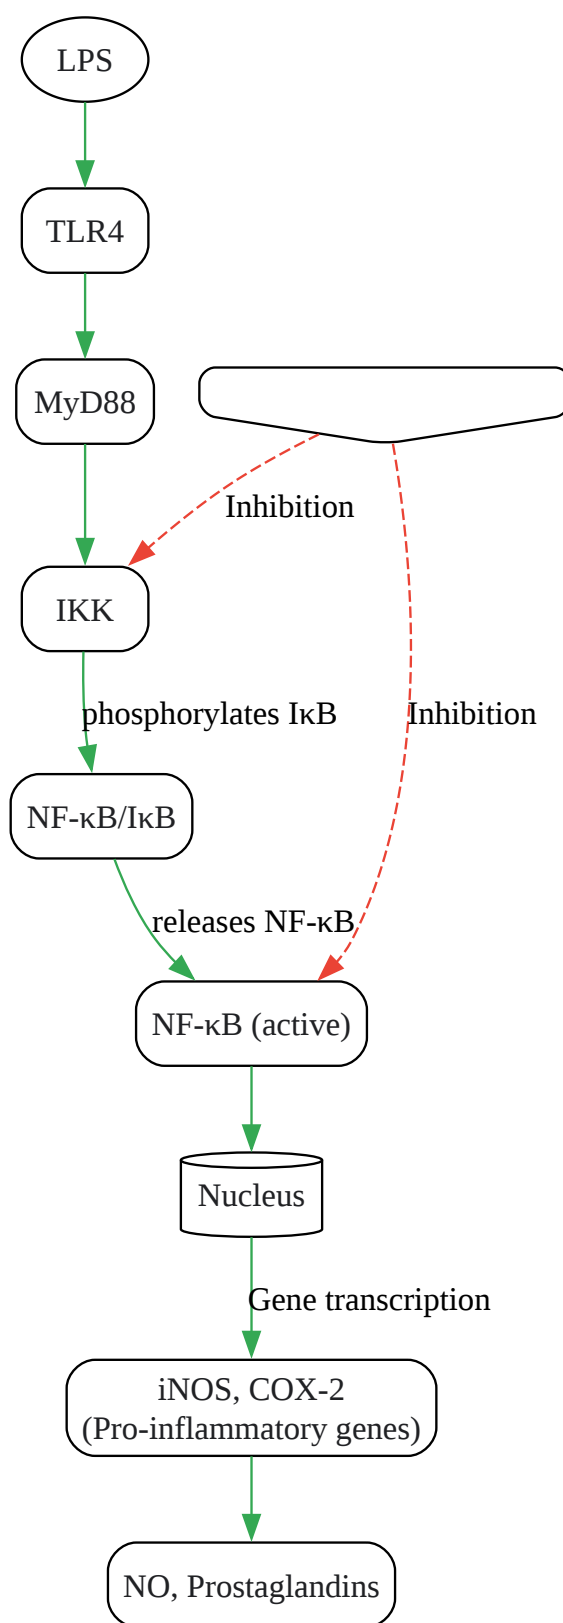 LPS
TLR4
MyD88
Inhibition
IKK
phosphorylates IκB
Inhibition
NF-κB/IκB
releases NF-κB
NF-κB (active)
Nucleus
Gene transcription
iNOS, COX-2
(Pro-inflammatory genes)
NO, Prostaglandins